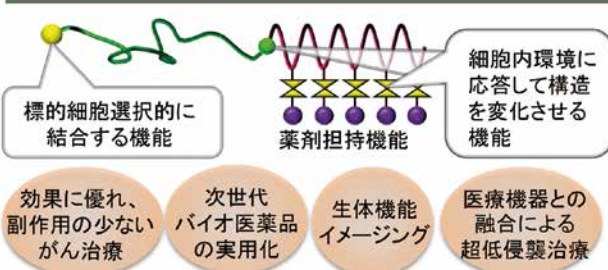 標的細胞選択的に
結合する機能
薬剤担持機能
細胞内環境に
応答して構造
を変化させる
機能
効果に優れ、
副作用の少ない
がん治療
次世代
バイオ医薬品
の実用化
生体機能
イメージング
医療機器との
融合による
超低侵襲治療